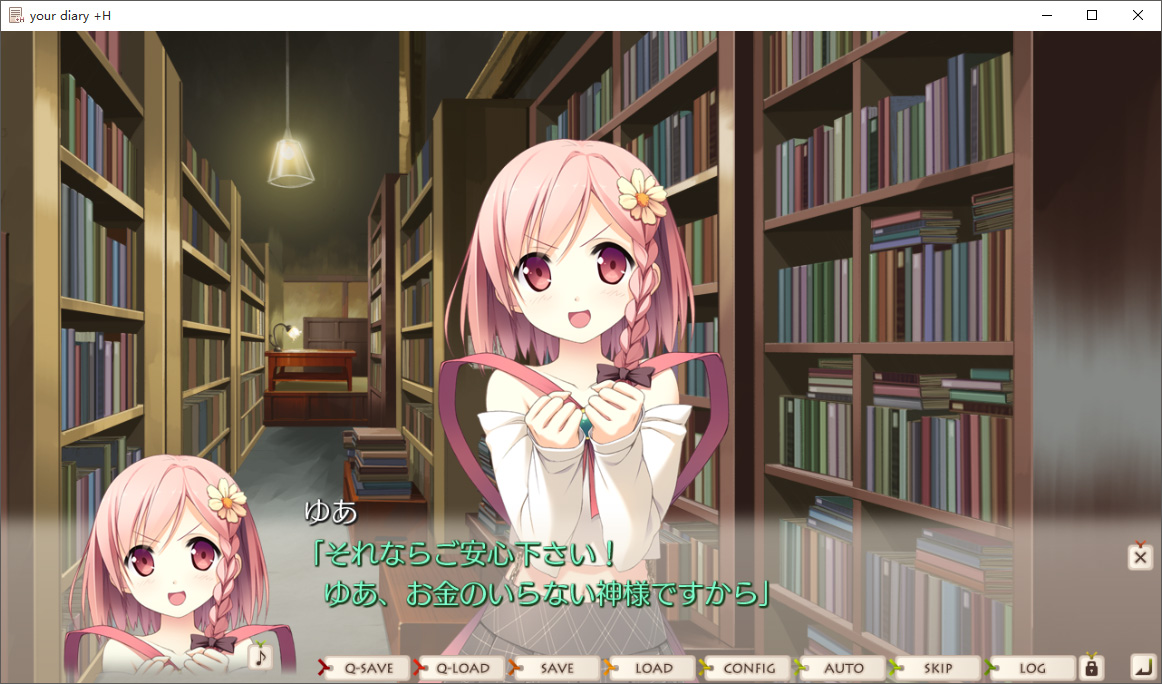 your diary +H
ゆあ
「それならご安心下さい！
ゆあ、お金のいらない神様ですから」
Q-SAVE
Q-LOAD
SAVE
LOAD
CONFIG
AUTO
SKIP
LOG